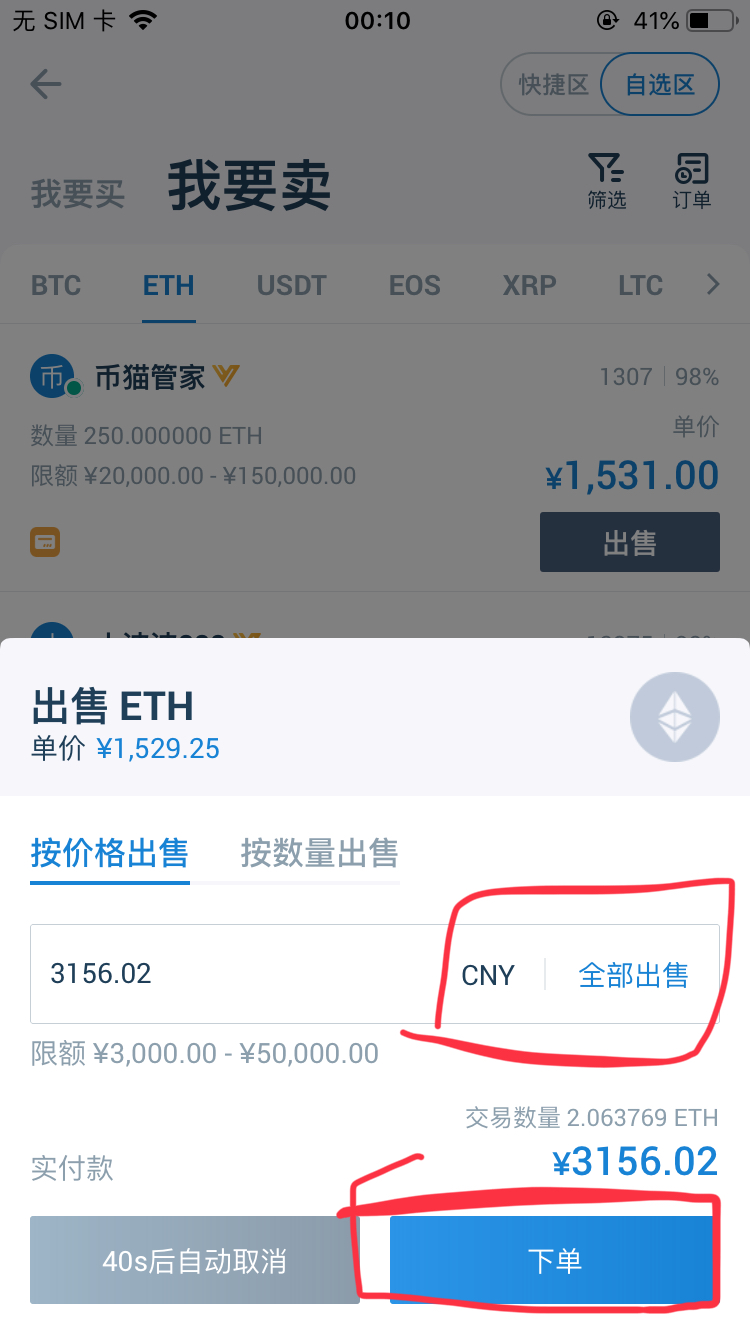 无 SIM 卡 00:10 41%
快捷区 自选区
我要买 我要卖 筛选 订单
BTC ETH USDT EOS XRP LTC
币 币猫管家 1307 98%
数量 250.000000 ETH 单价
限额 ¥20,000.00 - ¥150,000.00 ¥1,531.00
出售
出售 ETH
单价 ¥1,529.25
按价格出售 按数量出售
3156.02 CNY 全部出售
限额 ¥3,000.00 - ¥50,000.00
交易数量 2.063769 ETH
实付款 ¥3156.02
40s后自动取消 下单